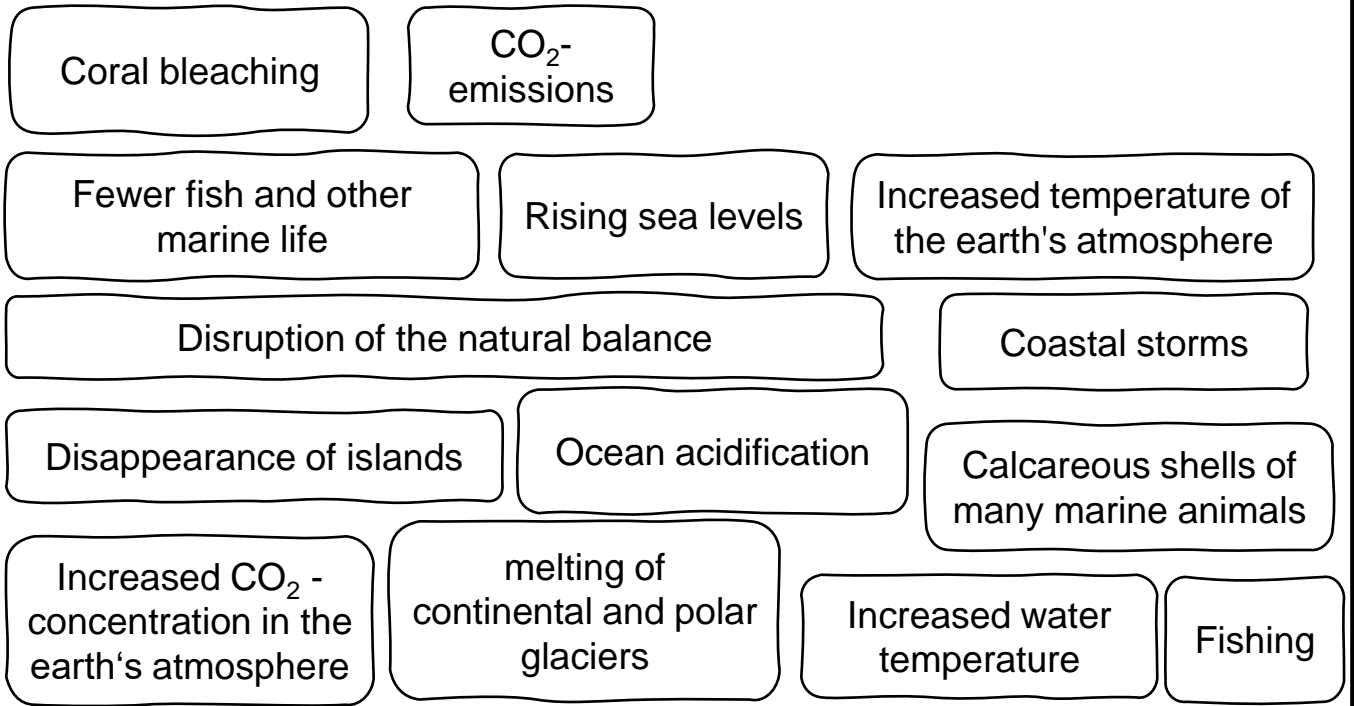 Coral bleaching
CO₂-
emissions
Fewer fish and other
marine life
Rising sea levels
Increased temperature of
the earth's atmosphere
Disruption of the natural balance
Coastal storms
Disappearance of islands
Ocean acidification
Calcareous shells of
many marine animals
Increased CO₂ -
concentration in the
earth‘s atmosphere
melting of
continental and polar
glaciers
Increased water
temperature
Fishing